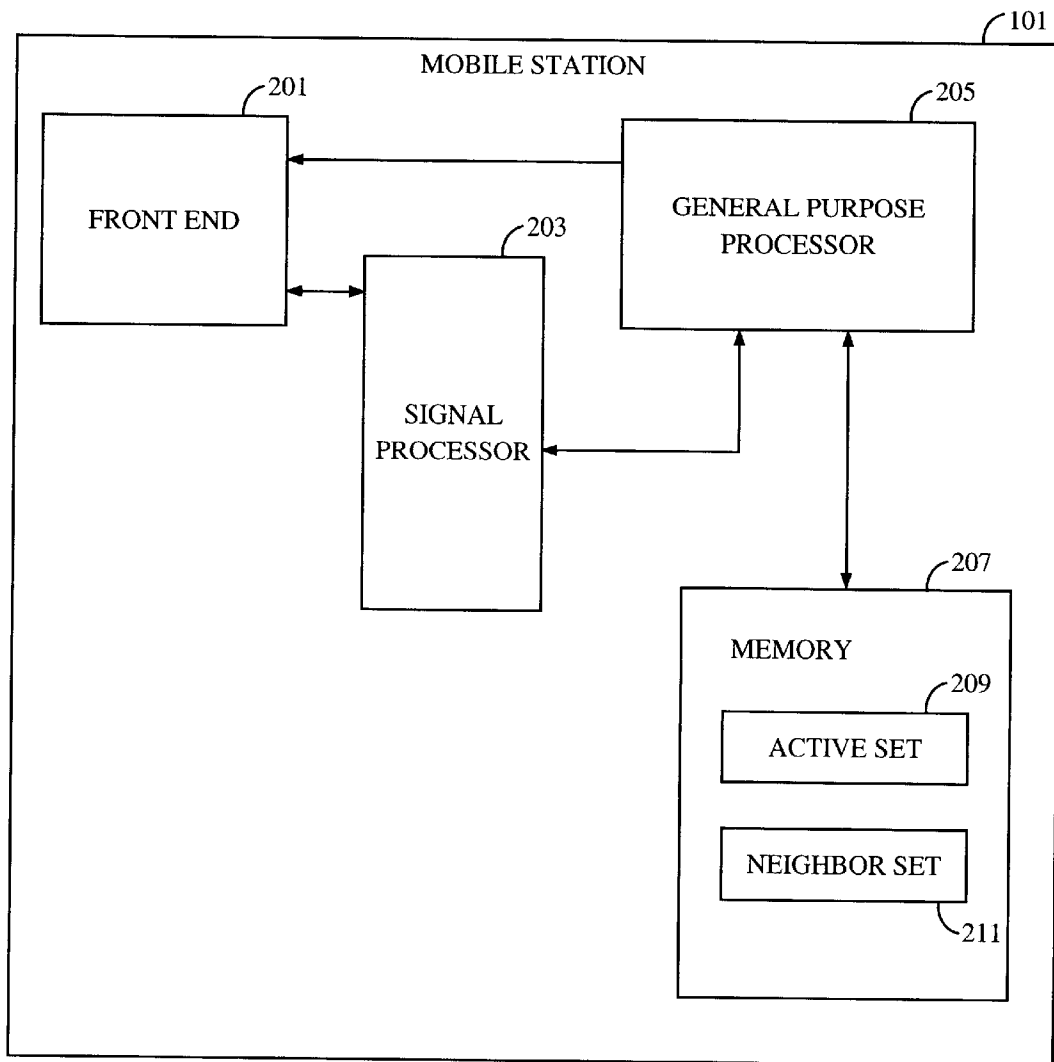 101
MOBILE STATION
201
205
FRONT END
GENERAL PURPOSE
PROCESSOR
203
SIGNAL
PROCESSOR
207
MEMORY
209
ACTIVE SET
NEIGHBOR SET
211